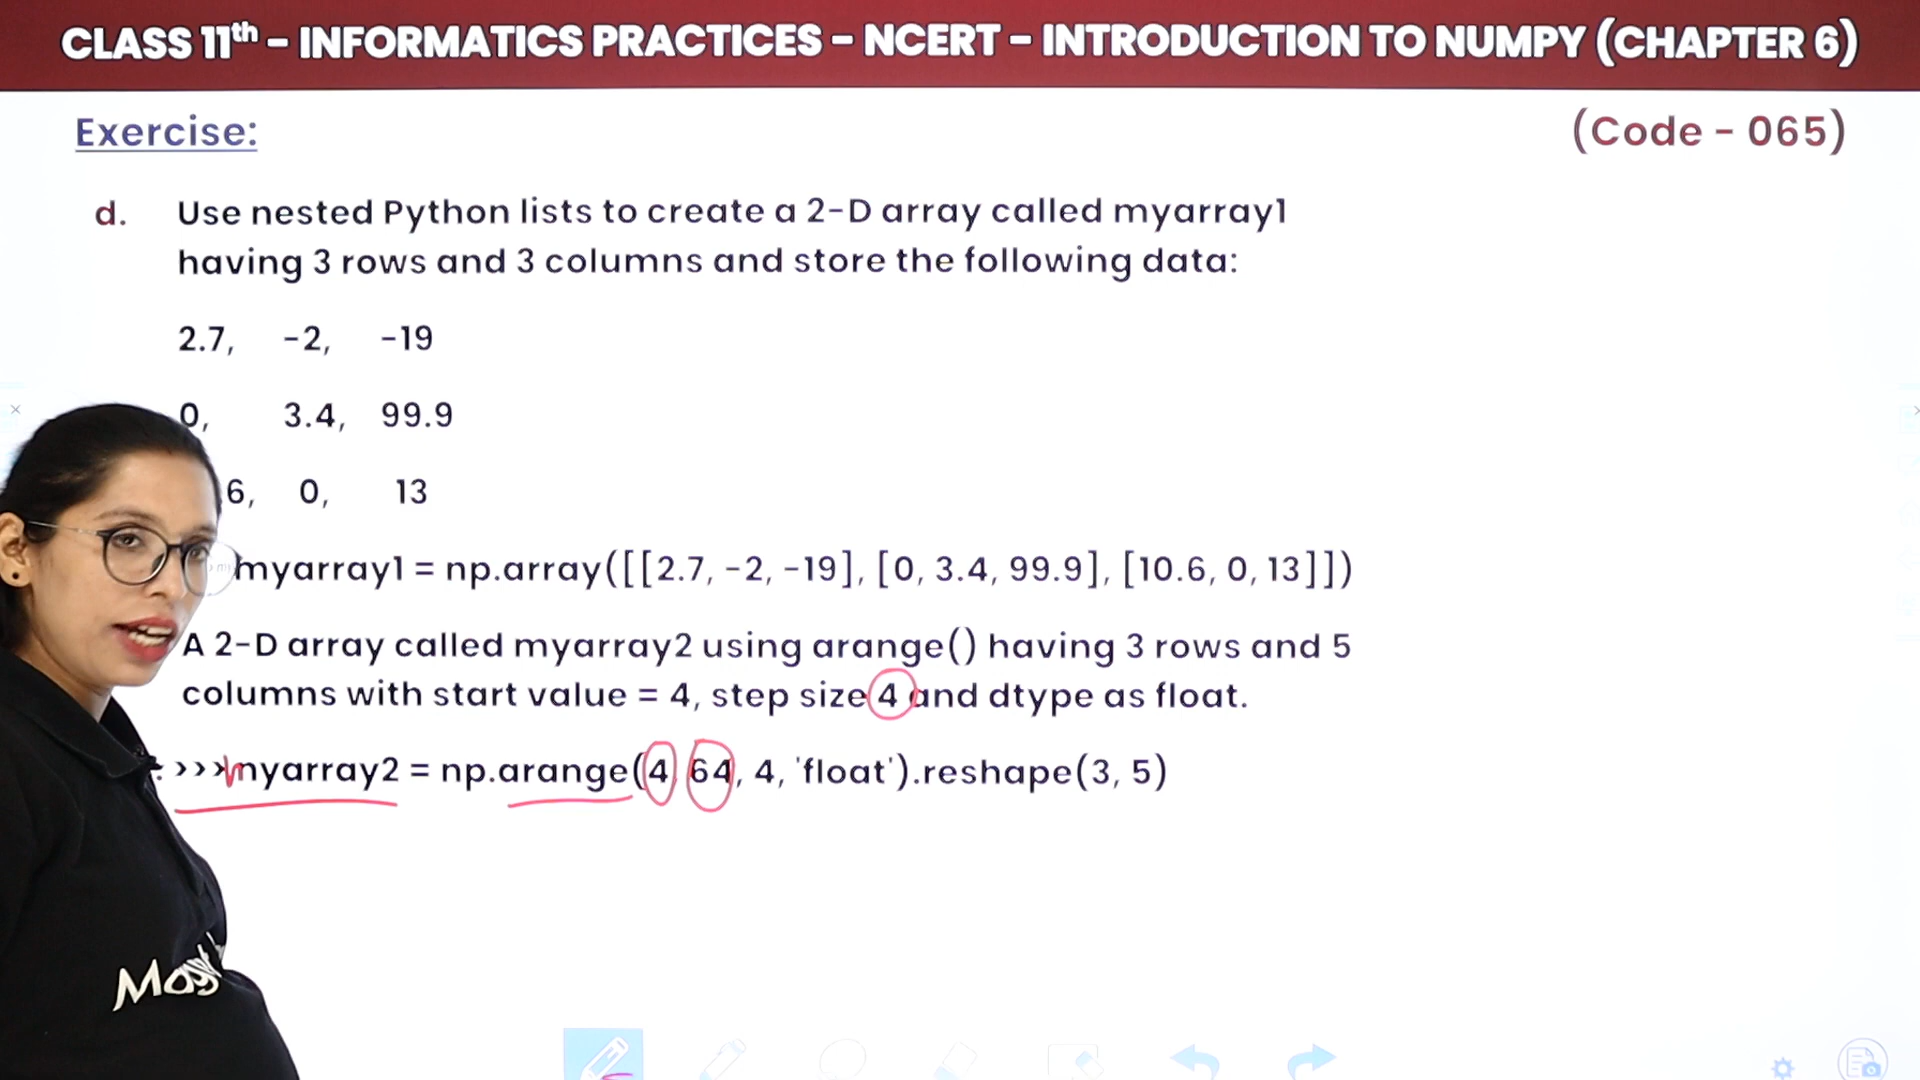 CLASS 11th - INFORMATICS PRACTICES - NCERT - INTRODUCTION TO NUMPY (CHAPTER 6)
Exercise:
(Code - 065)
d. Use nested Python lists to create a 2-D array called myarray1
having 3 rows and 3 columns and store the following data:
2.7, -2, -19
0, 3.4, 99.9
6, 0, 13
myarray1 = np.array([[2.7, -2, -19], [0, 3.4, 99.9], [10.6, 0, 13]])
A 2-D array called myarray2 using arange() having 3 rows and 5
columns with start value = 4, step size 4 and dtype as float.
>>>myarray2 = np.arange(4, 64, 4, 'float').reshape(3, 5)